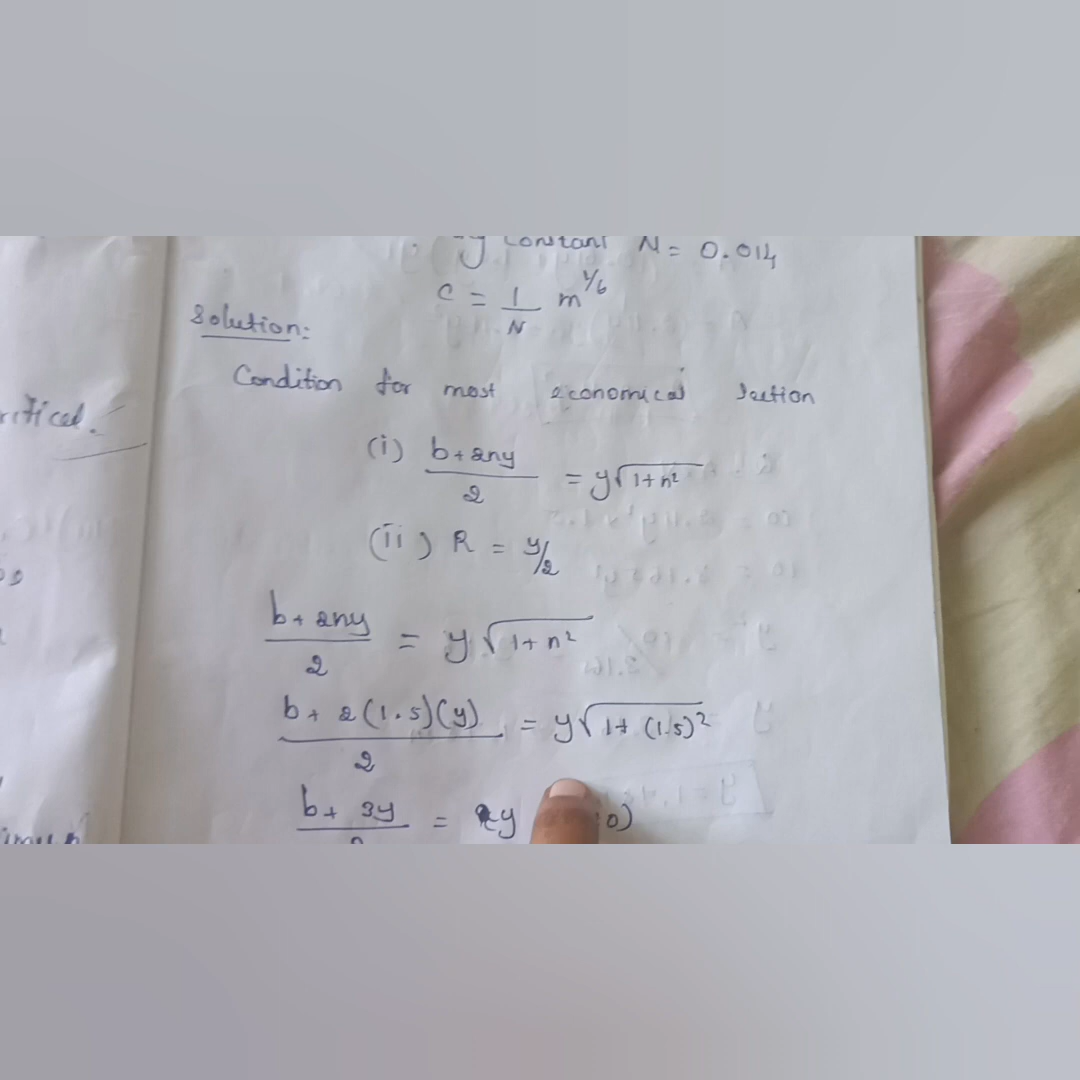 constant N = 0.014
C = 1/N m^1/6
Solution:-
Condition for most economical section
(i) b+2ny/2 = y√1+n²
(ii) R = y/2
b+2ny/2 = y√1+n²
b+2(1.5)(y)/2 = y√1+(1.5)²
b+3y/2 = y